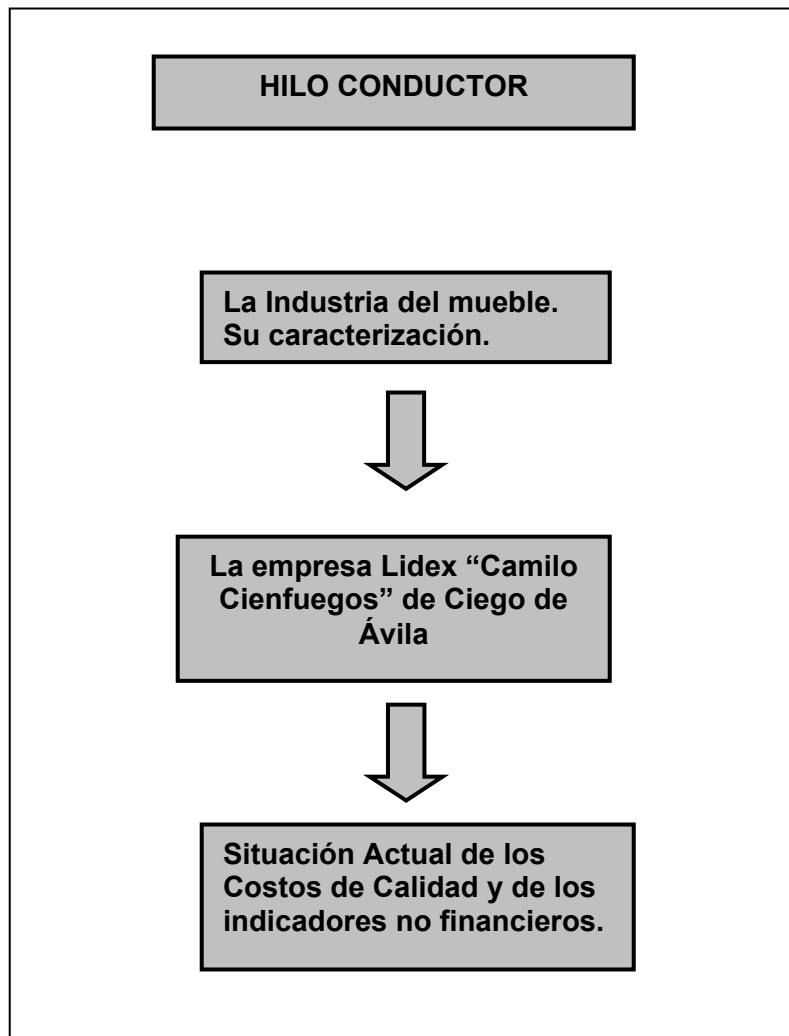 HILO CONDUCTOR
La Industria del mueble.
Su caracterización.
La empresa Lidex “Camilo
Cienfuegos” de Ciego de
Ávila
Situación Actual de los
Costos de Calidad y de los
indicadores no financieros.